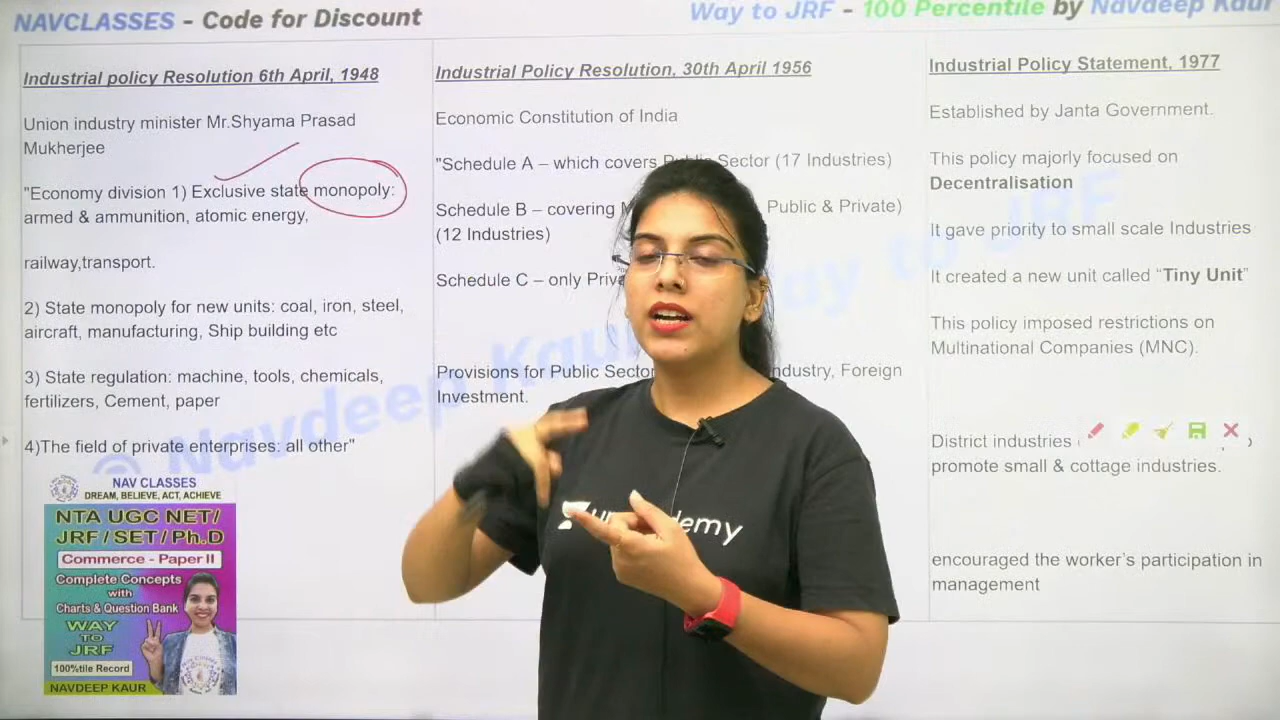 NAVCLASSES - Code for Discount
Way to JRF - 100 Percentile by Navdeep Kaur
Industrial policy Resolution 6th April, 1948
Union industry minister Mr.Shyama Prasad
Mukherjee
"Economy division 1) Exclusive state monopoly:
armed & ammunition, atomic energy,
railway,transport.
2) State monopoly for new units: coal, iron, steel,
aircraft, manufacturing, Ship building etc
3) State regulation: machine, tools, chemicals,
fertilizers, Cement, paper
4)The field of private enterprises: all other"
Industrial Policy Resolution, 30th April 1956
Economic Constitution of India
"Schedule A – which covers Public Sector (17 Industries)
Schedule B – covering Public & Private)
(12 Industries)
Schedule C – only
Provisions for Public Sector Foreign
Investment.
Industrial Policy Statement, 1977
Established by Janta Government.
This policy majorly focused on
Decentralisation
It gave priority to small scale Industries
It created a new unit called “Tiny Unit”
This policy imposed restrictions on
Multinational Companies (MNC).
District industries
promote small & cottage industries.
encouraged the worker’s participation in
management
© Navdeep Kaur Way to JRF
NAV CLASSES
DREAM, BELIEVE, ACT, ACHIEVE
NTA UGC NET/
JRF/SET/Ph.D
Commerce - Paper II
Complete Concepts
with
Charts & Question Bank
WAY
TO
JRF
100%tile Record
NAVDEEP KAUR